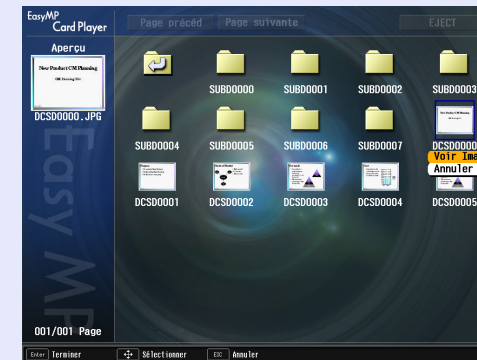 EasyMP
Card Player
Page précéd Page suivante EJECT
Aperçu
New Product CM Planning
DCSD0000.JPG
SUBD0000 SUBD0001 SUBD0002 SUBD0003
SUBD0004 SUBD0005 SUBD0006 SUBD0007 DCSD0000
Voir Ima
Annuler
DCSD0001 DCSD0002 DCSD0003 DCSD0004 DCSD0005
Easy MP
001/001 Page
Enter Terminer Sélectionner ESC Annuler